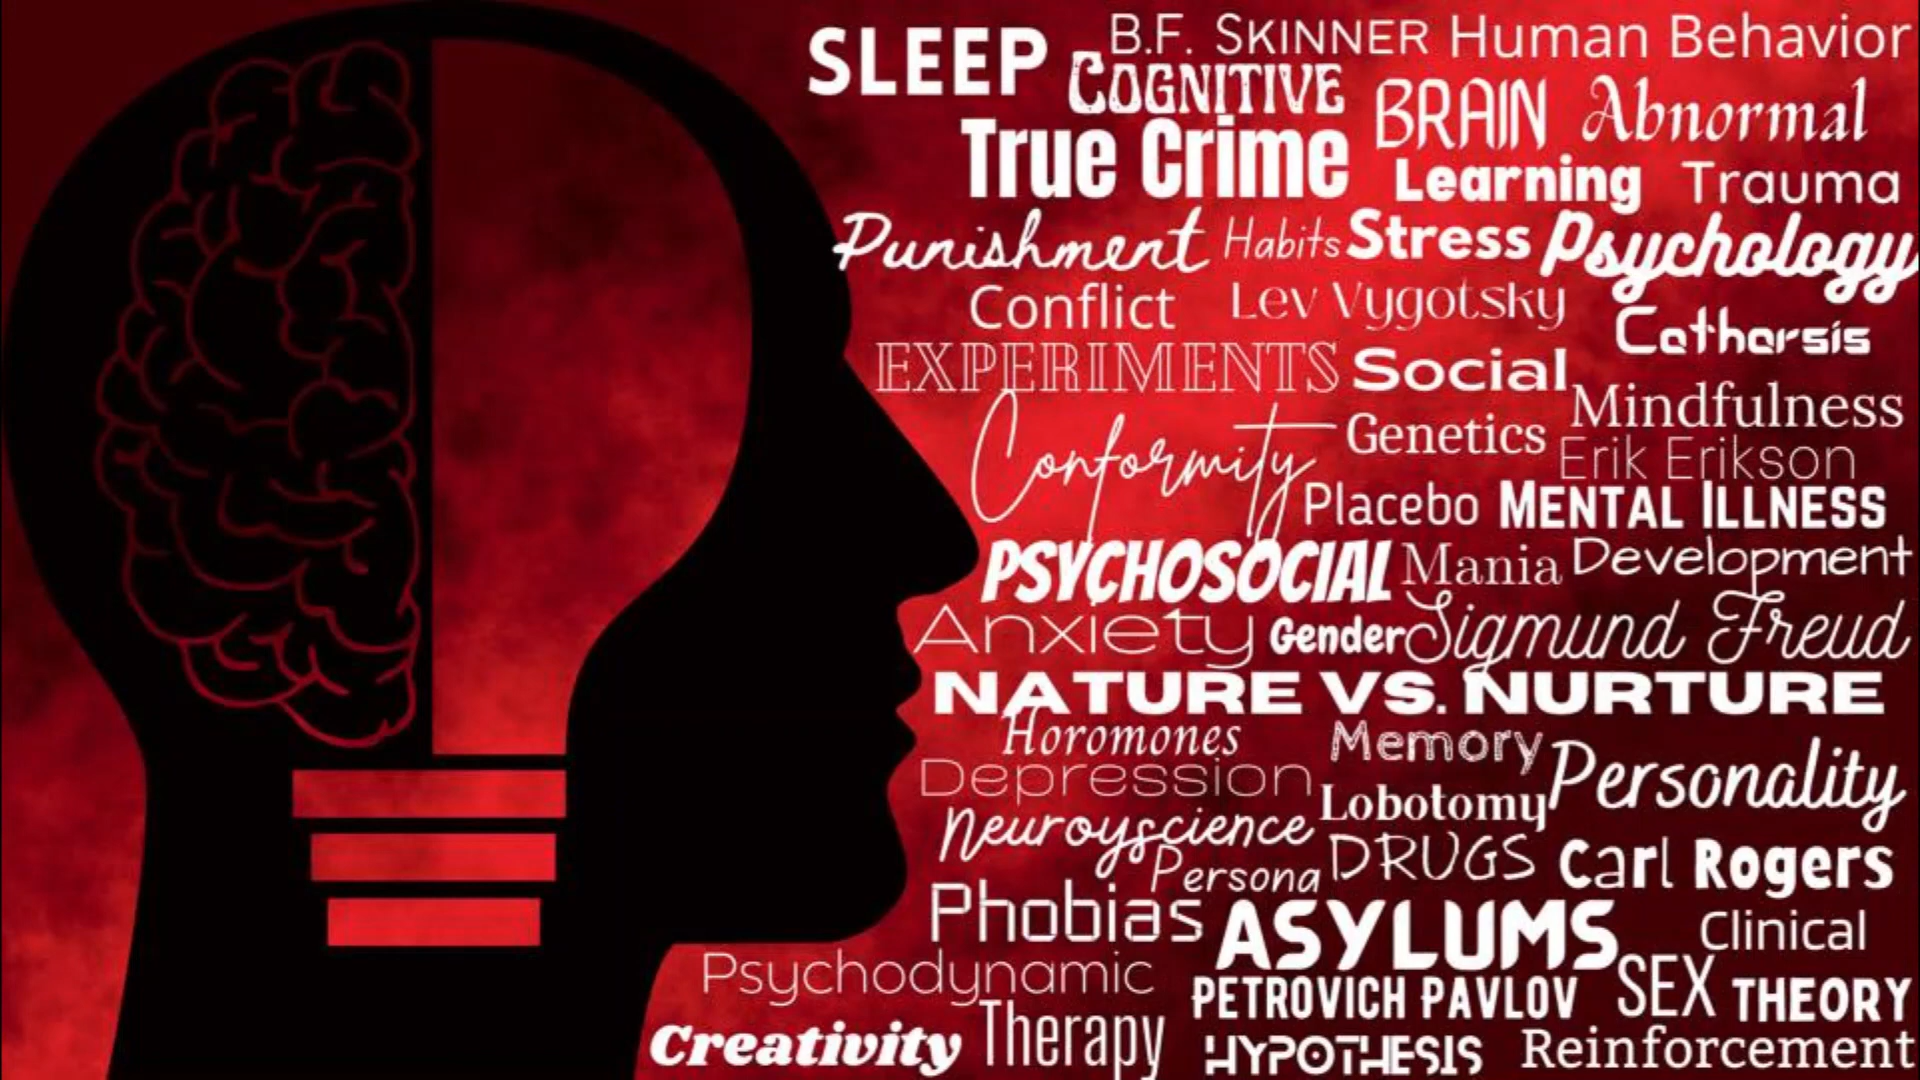 SLEEP B.F. SKINNER Human Behavior
COGNITIVE BRAIN Abnormal
True Crime Learning Trauma
Punishment Habits Stress Psychology
Conflict Lev Vygotsky Catharsis
EXPERIMENTS Social Mindfulness
Conformity Genetics Erik Erikson
Placebo MENTAL ILLNESS
PSYCHOSOCIAL Mania Development
Anxiety Gender Sigmund Freud
NATURE VS. NURTURE
Horomones Memory Personality
Depression Lobotomy
Neuroyscience DRUGS Carl Rogers
Persona
Phobias ASYLUMS Clinical
Psychodynamic PETROVICH PAVLOV SEX THEORY
Creativity Therapy HYPOTHESIS Reinforcement